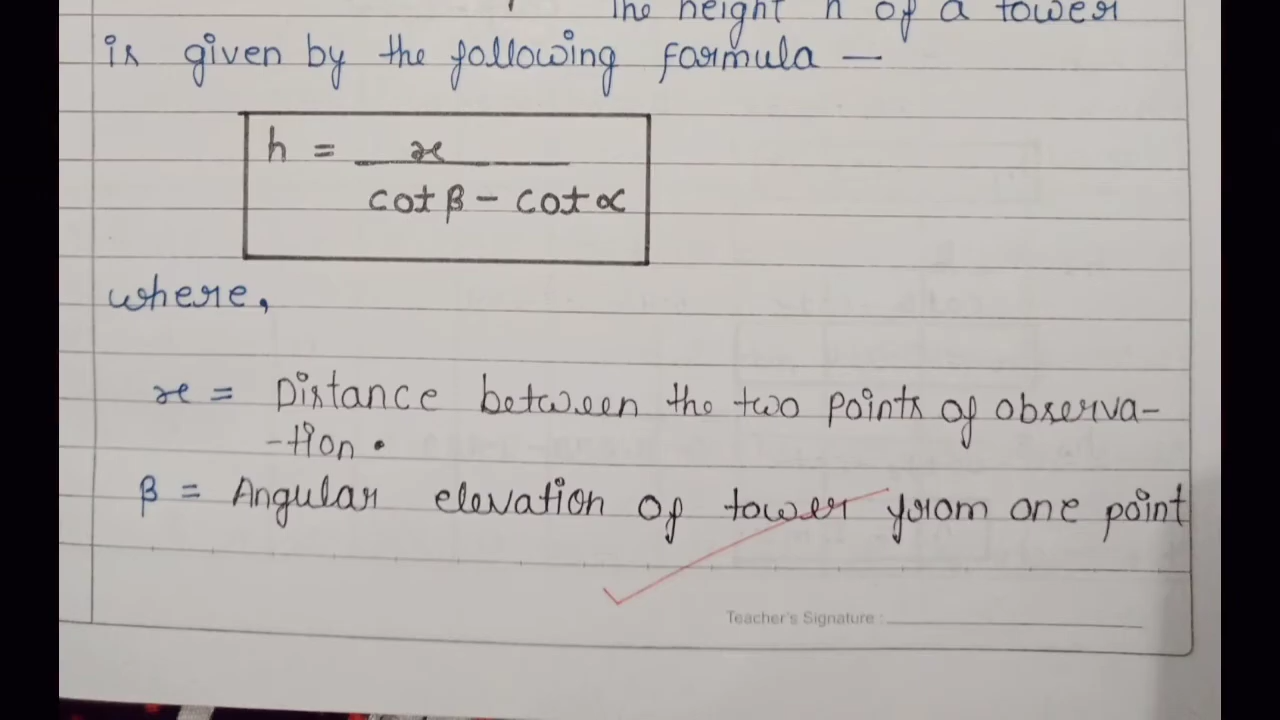 The height h of a tower
is given by the following formula —
h = x
cot β - cot α
where,
x = Distance between the two points of observa-
-tion.
β = Angular elevation of tower from one point
Teacher's Signature :